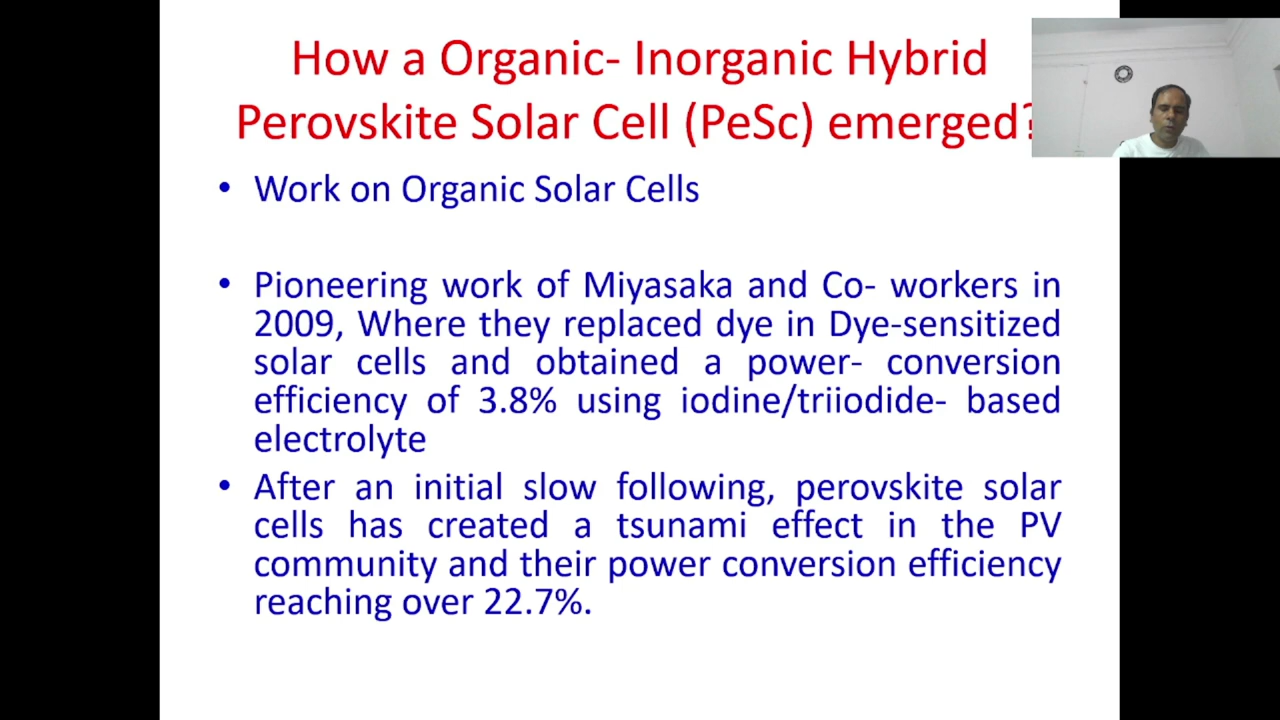 How a Organic- Inorganic Hybrid
Perovskite Solar Cell (PeSc) emerged?
• Work on Organic Solar Cells
• Pioneering work of Miyasaka and Co- workers in
2009, Where they replaced dye in Dye-sensitized
solar cells and obtained a power- conversion
efficiency of 3.8% using iodine/triiodide- based
electrolyte
• After an initial slow following, perovskite solar
cells has created a tsunami effect in the PV
community and their power conversion efficiency
reaching over 22.7%.